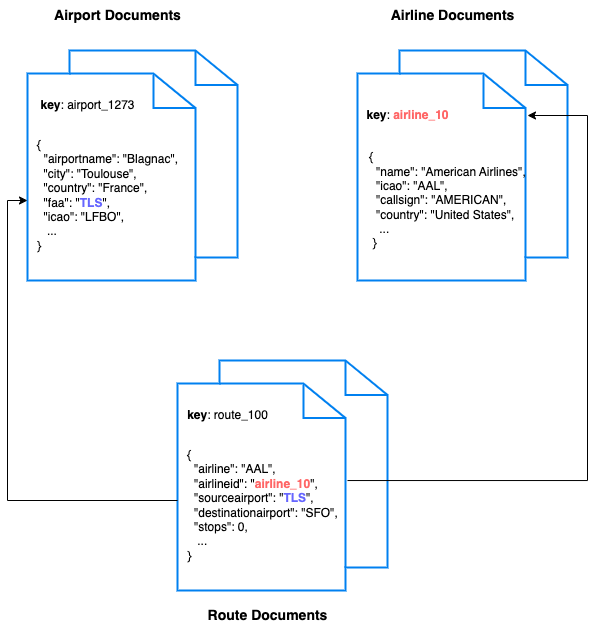 Airport Documents
key: airport_1273
{
"airportname": "Blagnac",
"city": "Toulouse",
"country": "France",
"faa": "TLS",
"icao": "LFBO",
...
}
Airline Documents
key: airline_10
{
"name": "American Airlines",
"icao": "AAL",
"callsign": "AMERICAN",
"country": "United States",
...
}
key: route_100
{
"airline": "AAL",
"airlineid": "airline_10",
"sourceairport": "TLS",
"destinationairport": "SFO",
"stops": 0,
...
}
Route Documents